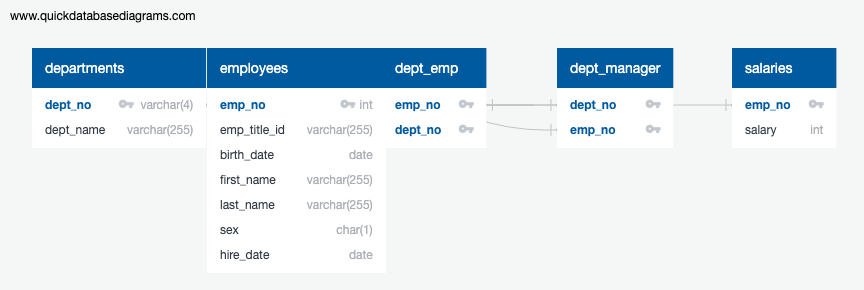 www.quickdatabasediagrams.com
departments
dept_no varchar(4)
dept_name varchar(255)
employees
emp_no int
emp_title_id varchar(255)
birth_date date
first_name varchar(255)
last_name varchar(255)
sex char(1)
hire_date date
dept_emp
emp_no
dept_no
dept_manager
dept_no
emp_no
salaries
emp_no
salary int